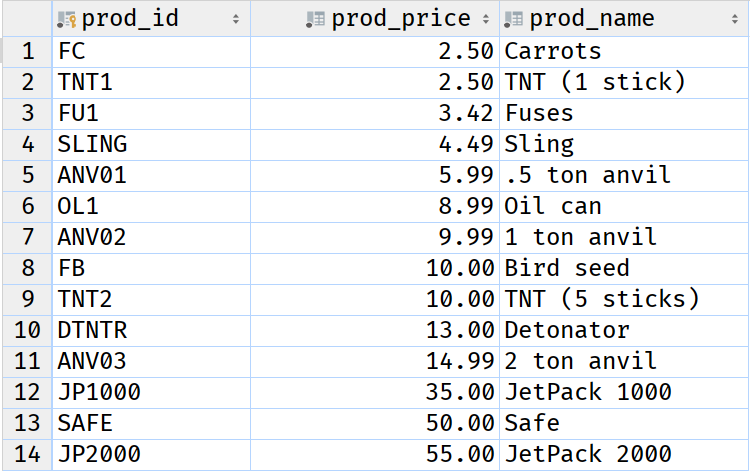 prod_id prod_price prod_name
1 FC 2.50 Carrots
2 TNT1 2.50 TNT (1 stick)
3 FU1 3.42 Fuses
4 SLING 4.49 Sling
5 ANV01 5.99 .5 ton anvil
6 OL1 8.99 Oil can
7 ANV02 9.99 1 ton anvil
8 FB 10.00 Bird seed
9 TNT2 10.00 TNT (5 sticks)
10 DTNTR 13.00 Detonator
11 ANV03 14.99 2 ton anvil
12 JP1000 35.00 JetPack 1000
13 SAFE 50.00 Safe
14 JP2000 55.00 JetPack 2000